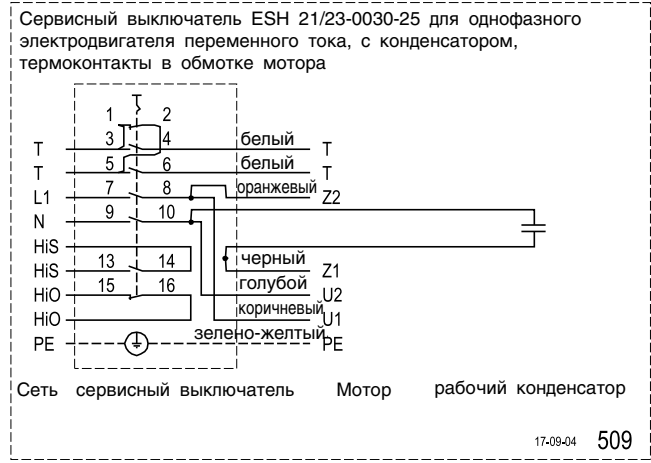 Сервисный выключатель ESH 21/23-0030-25 для однофазного
электродвигателя переменного тока, с конденсатором,
термоконтакты в обмотке мотора
1 2
T 3 4 белый T
T 5 6 белый T
L1 7 8 оранжевый Z2
N 9 10
HiS
HiS 13 14 черный Z1
HiO 15 16 голубой U2
HiO коричневый U1
PE зелено-желтый PE
Сеть сервисный выключатель Мотор рабочий конденсатор
17-09-04 509